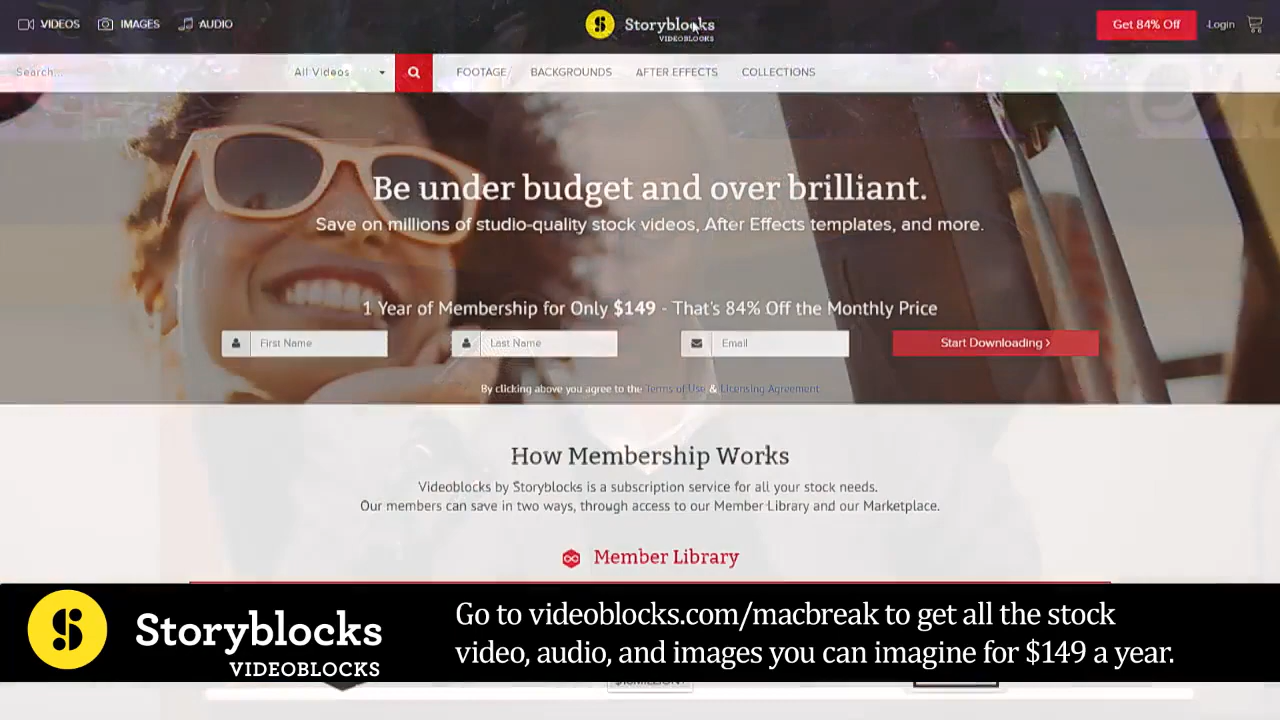 VIDEOS
IMAGES
AUDIO
Storyblocks
VIDEOBLOCKS
Get 84% Off
Login
Search...
All Videos
FOOTAGE
BACKGROUNDS
AFTER EFFECTS
COLLECTIONS
Be under budget and over brilliant.
Save on millions of studio-quality stock videos, After Effects templates, and more.
1 Year of Membership for Only $149 - That's 84% Off the Monthly Price
First Name
Last Name
Email
Start Downloading ›
By clicking above you agree to the Terms of Use & Licensing Agreement
How Membership Works
Videoblocks by Storyblocks is a subscription service for all your stock needs.
Our members can save in two ways, through access to our Member Library and our Marketplace.
Member Library
Storyblocks
VIDEOBLOCKS
Go to videoblocks.com/macbreak to get all the stock
video, audio, and images you can imagine for $149 a year.